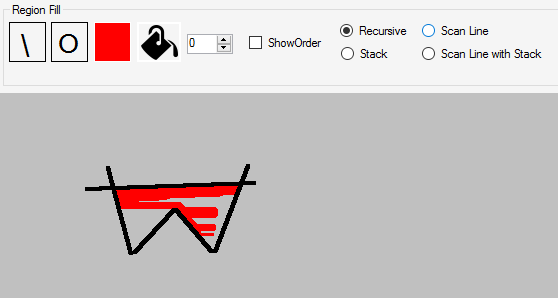 Region Fill
\ O 0 ShowOrder Recursive Scan Line
Stack Scan Line with Stack